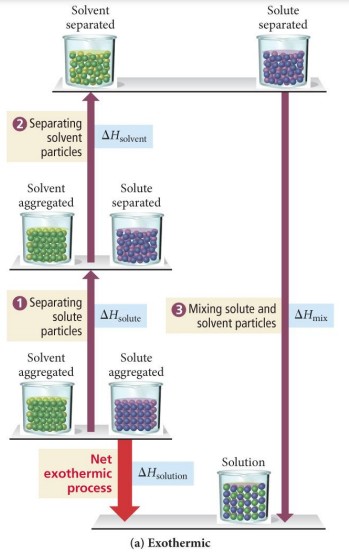 Solvent
separated
Solute
separated
2 Separating
solvent
particles
ΔHsolvent
Solvent
aggregated
Solute
separated
1 Separating
solute
particles
ΔHsolute
3 Mixing solute and
solvent particles
ΔHmix
Solvent
aggregated
Solute
aggregated
Net
exothermic
process
ΔHsolution
Solution
(a) Exothermic